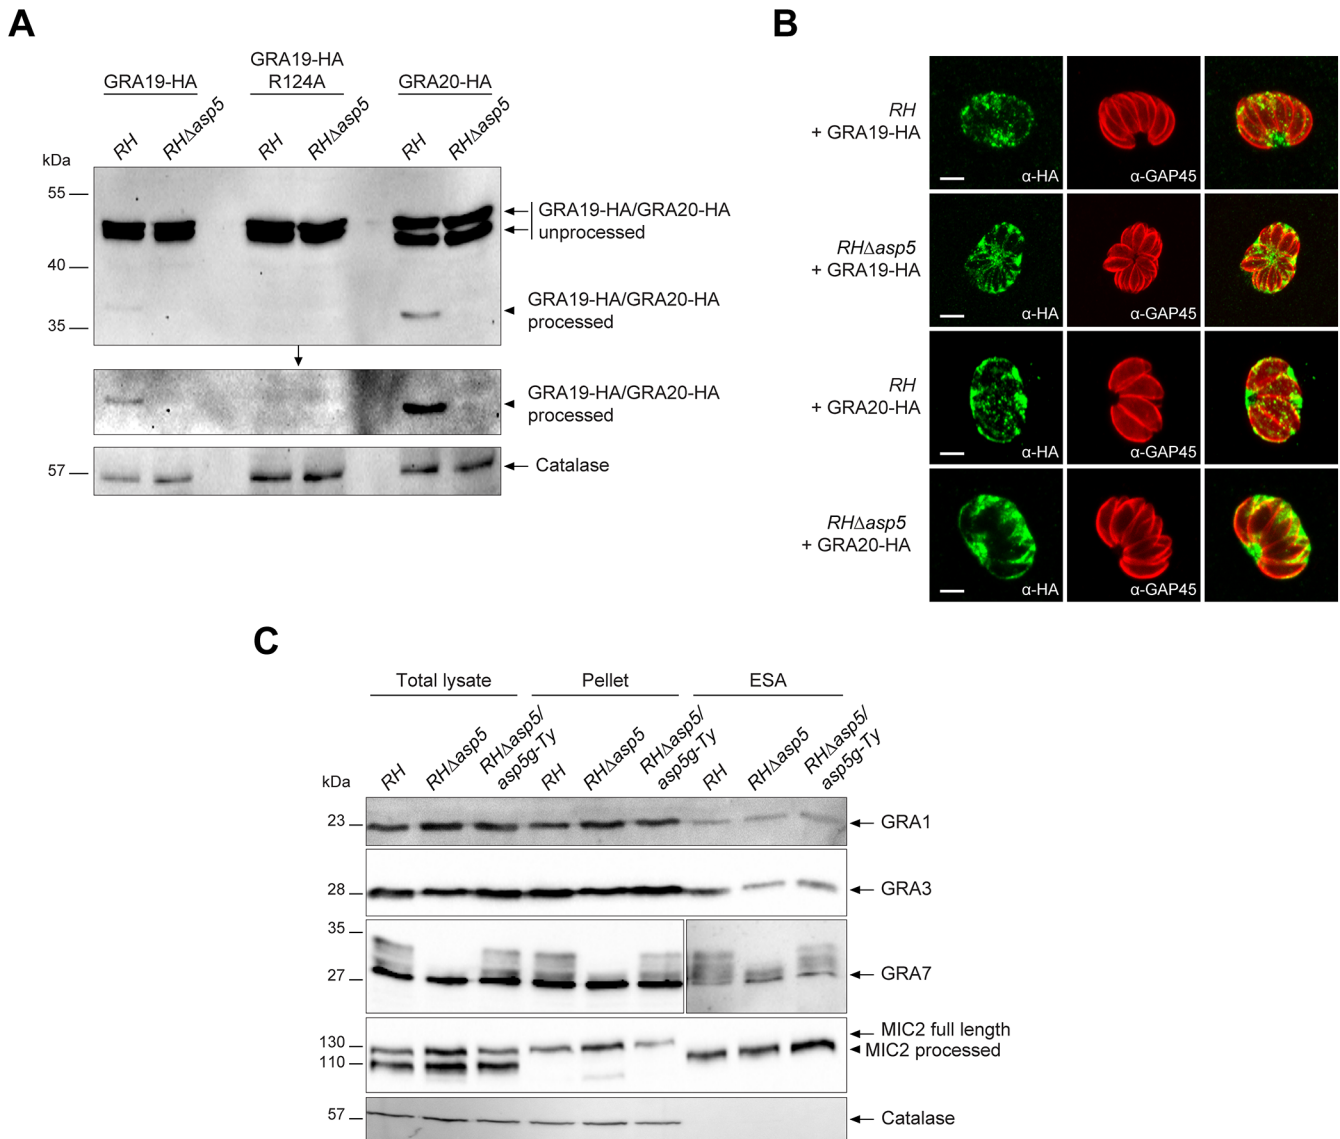 A
GRA19-HA
GRA19-HA
R124A
GRA20-HA
RH
RHΔasp5
RH
RHΔasp5
RH
RHΔasp5
kDa
55
40
35
GRA19-HA/GRA20-HA
unprocessed
GRA19-HA/GRA20-HA
processed
GRA19-HA/GRA20-HA
processed
57
Catalase
B
RH
+ GRA19-HA
α-HA
α-GAP45
RHΔasp5
+ GRA19-HA
α-HA
α-GAP45
RH
+ GRA20-HA
α-HA
α-GAP45
RHΔasp5
+ GRA20-HA
α-HA
α-GAP45
C
Total lysate
Pellet
ESA
RH
RHΔasp5
RHΔasp5/
asp5g-Ty
RH
RHΔasp5
RHΔasp5/
asp5g-Ty
RH
RHΔasp5
RHΔasp5/
asp5g-Ty
kDa
23
GRA1
28
GRA3
35
27
GRA7
MIC2 full length
130
MIC2 processed
110
57
Catalase